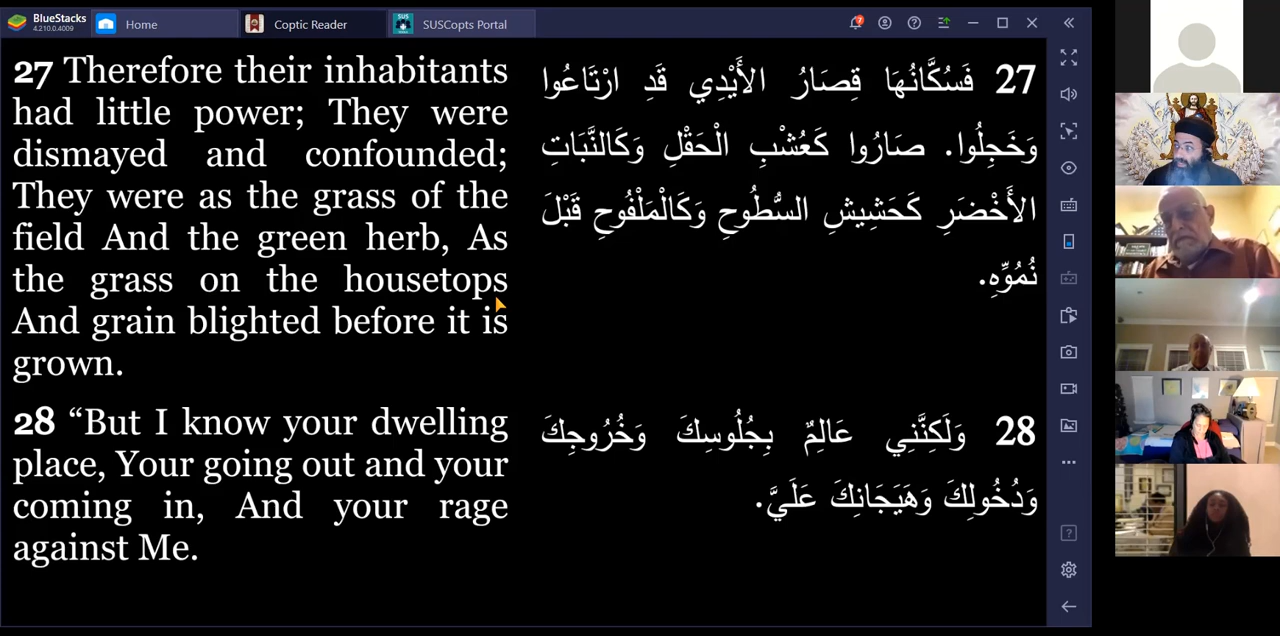 BlueStacks
4.210.0.4009
Home
Coptic Reader
SUSCopts Portal
27 Therefore their inhabitants
had little power; They were
dismayed and confounded;
They were as the grass of the
field And the green herb, As
the grass on the housetops
And grain blighted before it is
grown.
28 “But I know your dwelling
place, Your going out and your
coming in, And your rage
against Me.
27 فَسُكَّانُهَا قِصَارُ الأَيْدِي قَدِ ارْتَاعُوا
وَخَجِلُوا. صَارُوا كَعُشْبِ الْحَقْلِ وَكَالنَّبَاتِ
الأَخْضَرِ كَحَشِيشِ السُّطُوحِ وَكَالْمَلْفُوحِ قَبْلَ
نُمُوِّهِ.
28 وَلَكِنَّنِي عَالِمٌ بِجُلُوسِكَ وَخُرُوجِكَ
وَدُخُولِكَ وَهَيَجَانِكَ عَلَيَّ.